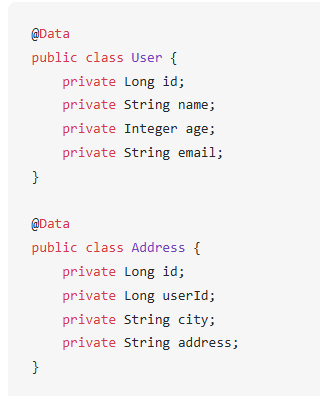 @Data
public class User {
    private Long id;
    private String name;
    private Integer age;
    private String email;
}
@Data
public class Address {
    private Long id;
    private Long userId;
    private String city;
    private String address;
}